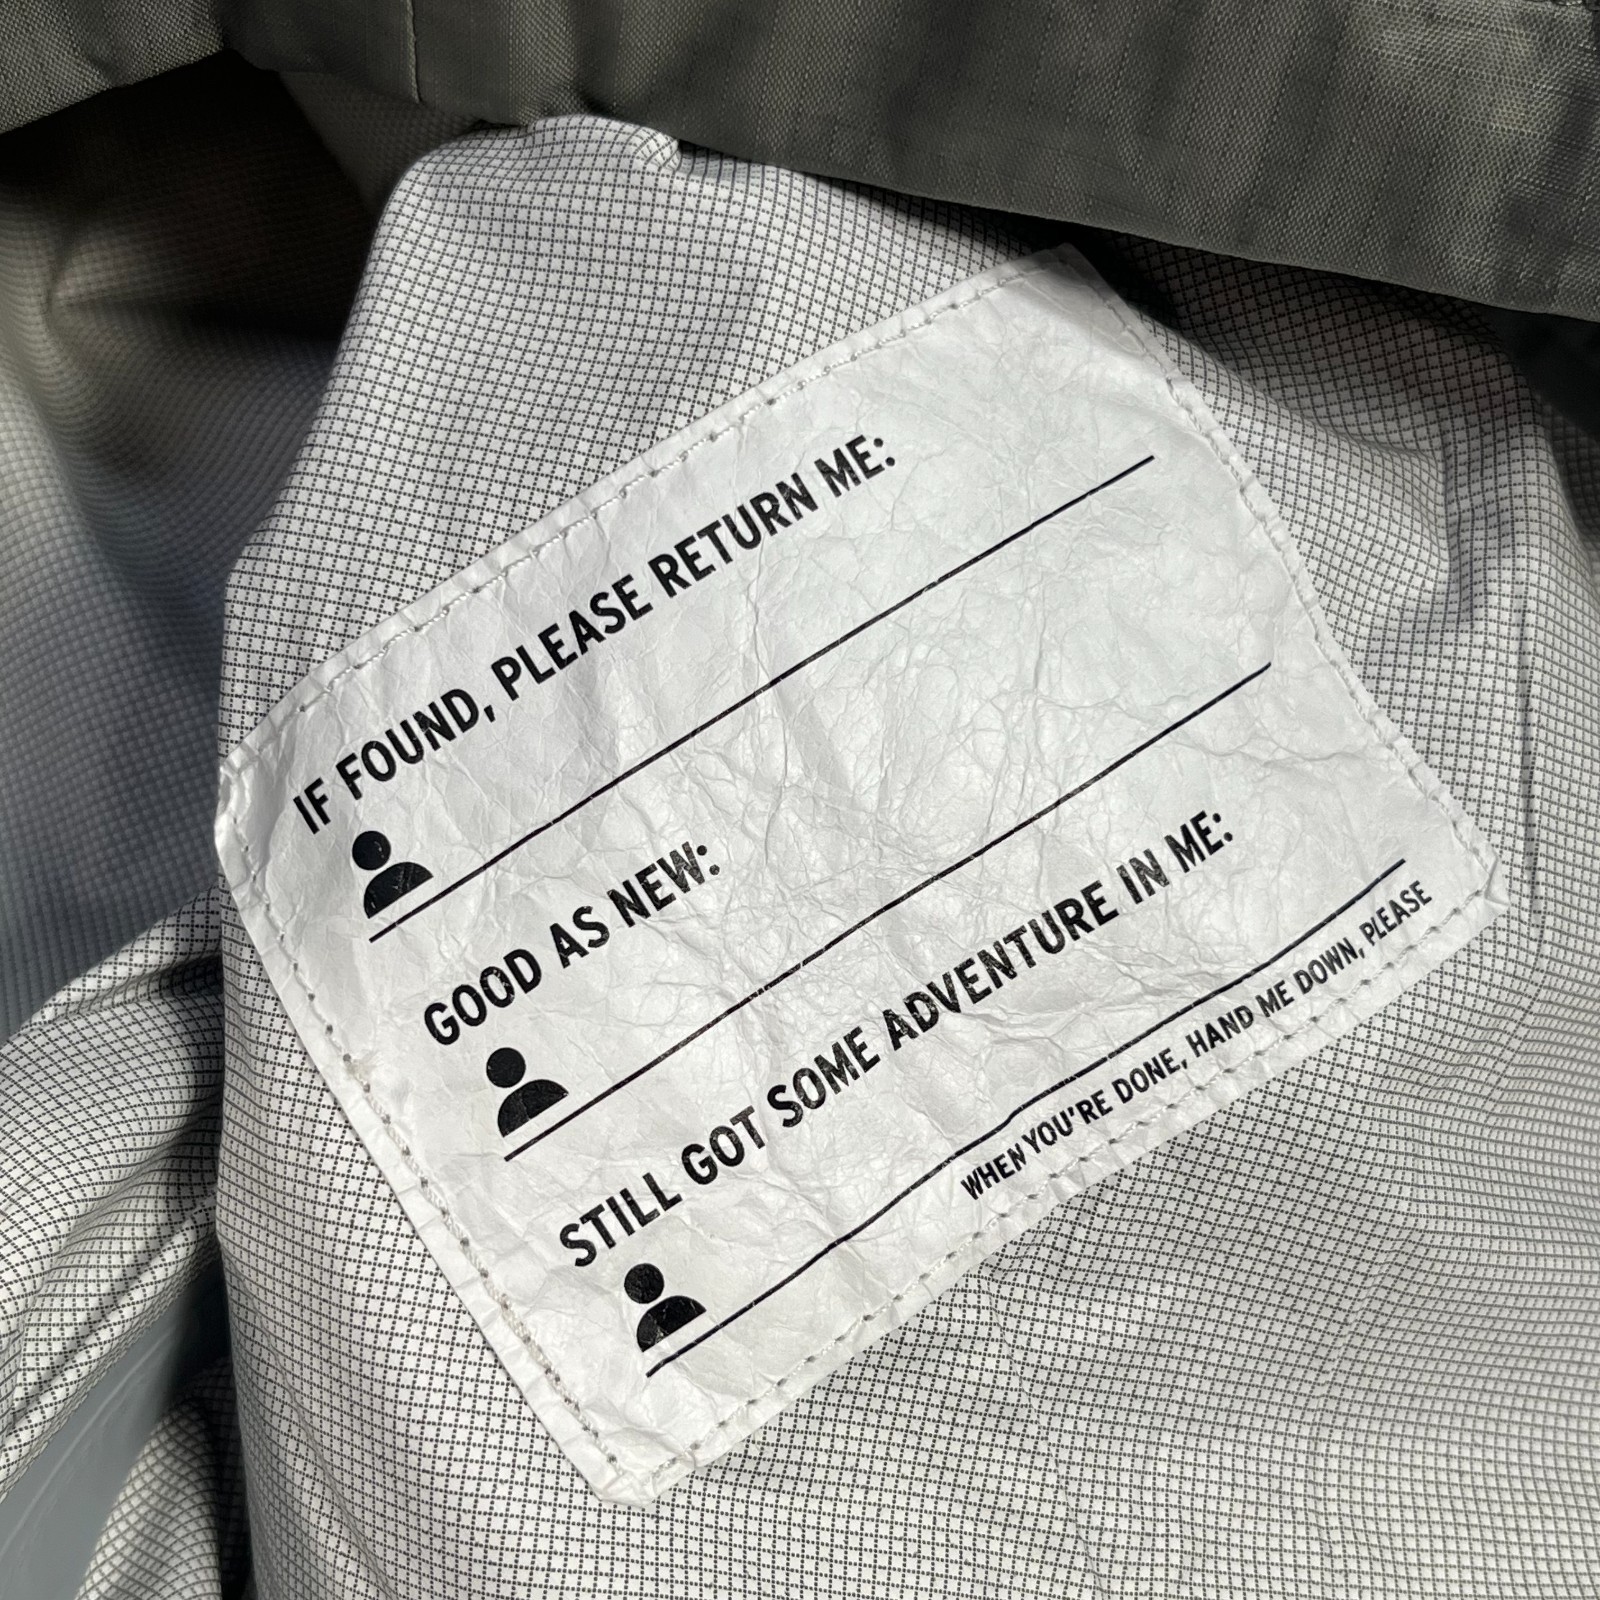 IF FOUND, PLEASE RETURN ME:
GOOD AS NEW:
STILL GOT SOME ADVENTURE IN ME:
WHEN YOU'RE DONE, HAND ME DOWN, PLEASE